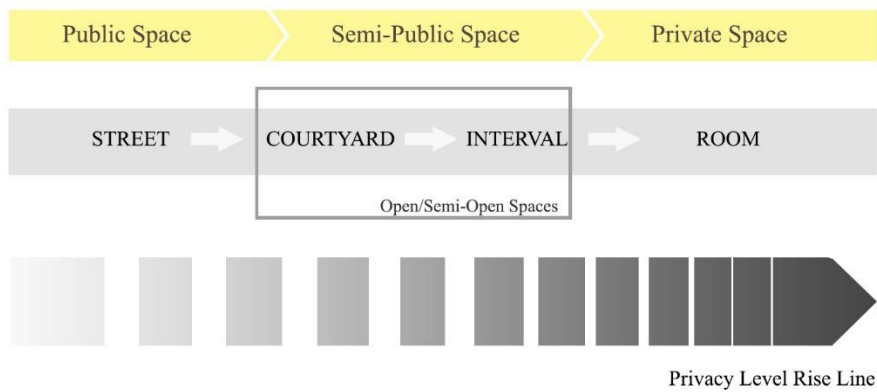 Public Space Semi-Public Space Private Space
STREET COURTYARD INTERVAL ROOM
Open/Semi-Open Spaces
Privacy Level Rise Line